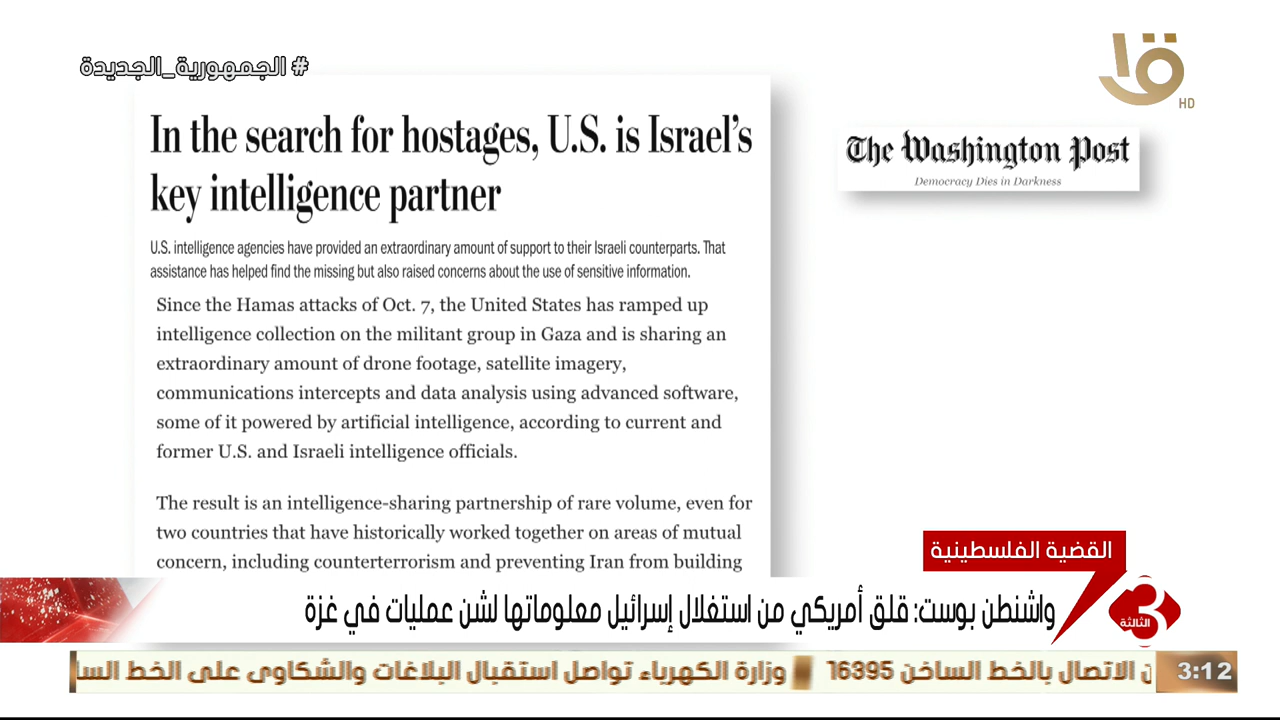 # الجمهورية_الجديدة
HD
The Washington Post
Democracy Dies in Darkness
In the search for hostages, U.S. is Israel's
key intelligence partner
U.S. intelligence agencies have provided an extraordinary amount of support to their Israeli counterparts. That
assistance has helped find the missing but also raised concerns about the use of sensitive information.
Since the Hamas attacks of Oct. 7, the United States has ramped up
intelligence collection on the militant group in Gaza and is sharing an
extraordinary amount of drone footage, satellite imagery,
communications intercepts and data analysis using advanced software,
some of it powered by artificial intelligence, according to current and
former U.S. and Israeli intelligence officials.
The result is an intelligence-sharing partnership of rare volume, even for
two countries that have historically worked together on areas of mutual
concern, including counterterrorism and preventing Iran from building
القضية الفلسطينية
3 الثالثة
واشنطن بوست: قلق أمريكي من استغلال إسرائيل معلوماتها لشن عمليات في غزة
الاتصال بالخط الساخن 16395 وزارة الكهرباء تواصل استقبال البلاغات والشكاوى على الخط
3:12